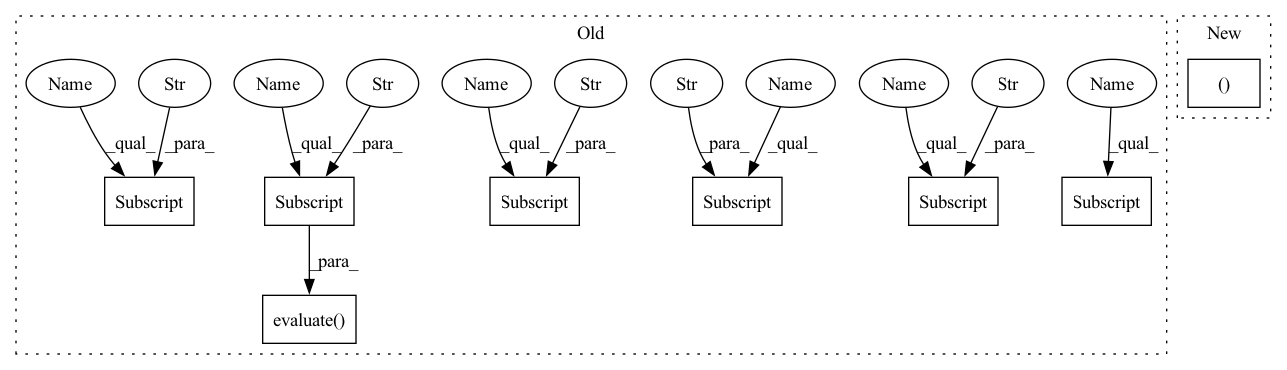 Old New
Name Str Name Str Name Str Str Name Name Str Name ()
_qual_ _para_ _qual_ _para_ _qual_ _para_ _para_ _qual_ _qual_ _para_ _qual_
Subscript Subscript Subscript Subscript Subscript Subscript
_para_
evaluate()